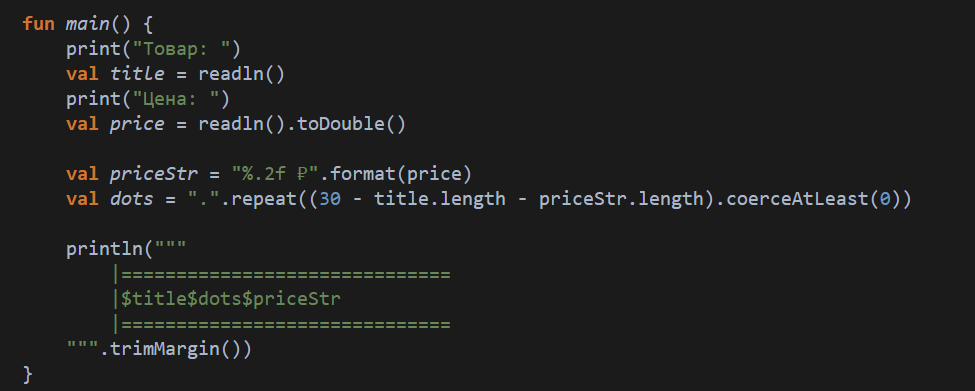 fun main() {
    print("Товар: ")
    val title = readln()
    print("Цена: ")
    val price = readln().toDouble()

    val priceStr = "%.2f ₽".format(price)
    val dots = ".".repeat((30 - title.length - priceStr.length).coerceAtLeast(0))

    println("""
        |==============================
        |$title$dots$priceStr
        |==============================
    """.trimMargin())
}